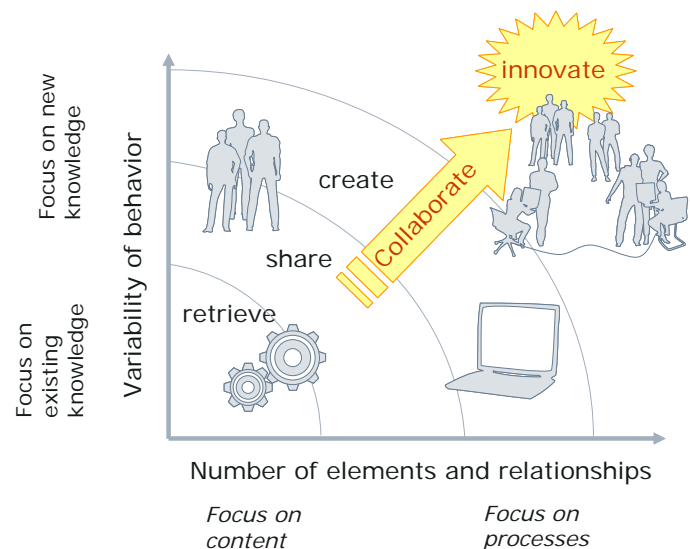 innovate
Focus on new
knowledge
create
Collaborate
Variability of behavior
share
retrieve
Focus on
existing
knowledge
Number of elements and relationships
Focus on
content
Focus on
processes